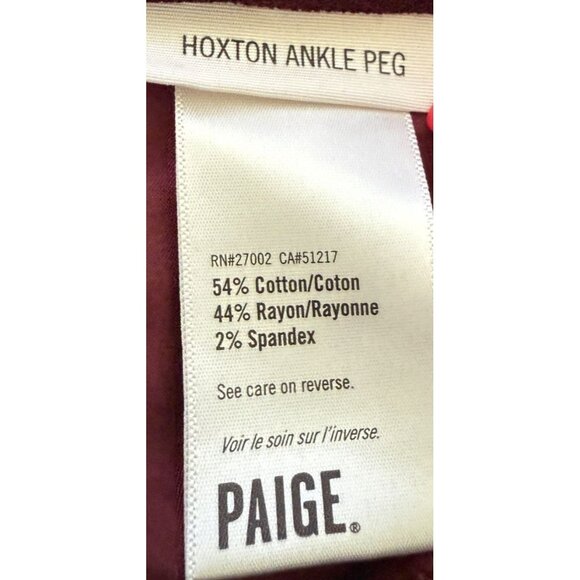 HOXTON ANKLE PEG
RN#27002 CA#51217
54% Cotton/Coton
44% Rayon/Rayonne
2% Spandex
See care on reverse.
Voir le soin sur l'inverse.
PAIGE®